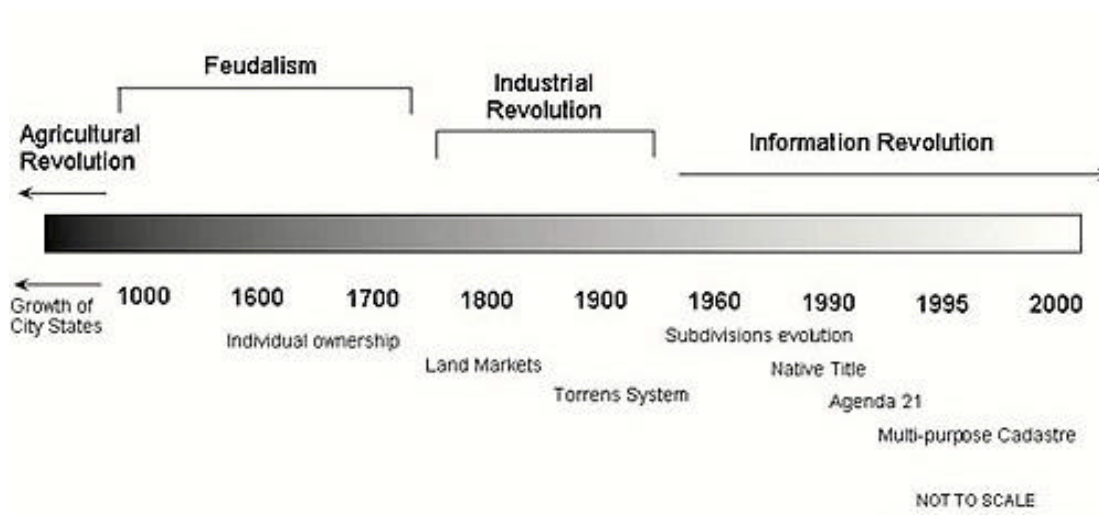 Feudalism
Industrial
Revolution
Agricultural
Revolution
Information Revolution
1000 1600 1700 1800 1900 1960 1990 1995 2000
Growth of
City States
Individual ownership
Subdivisions evolution
Land Markets
Native Title
Torrens System
Agenda 21
Multi-purpose Cadastre
NOT TO SCALE